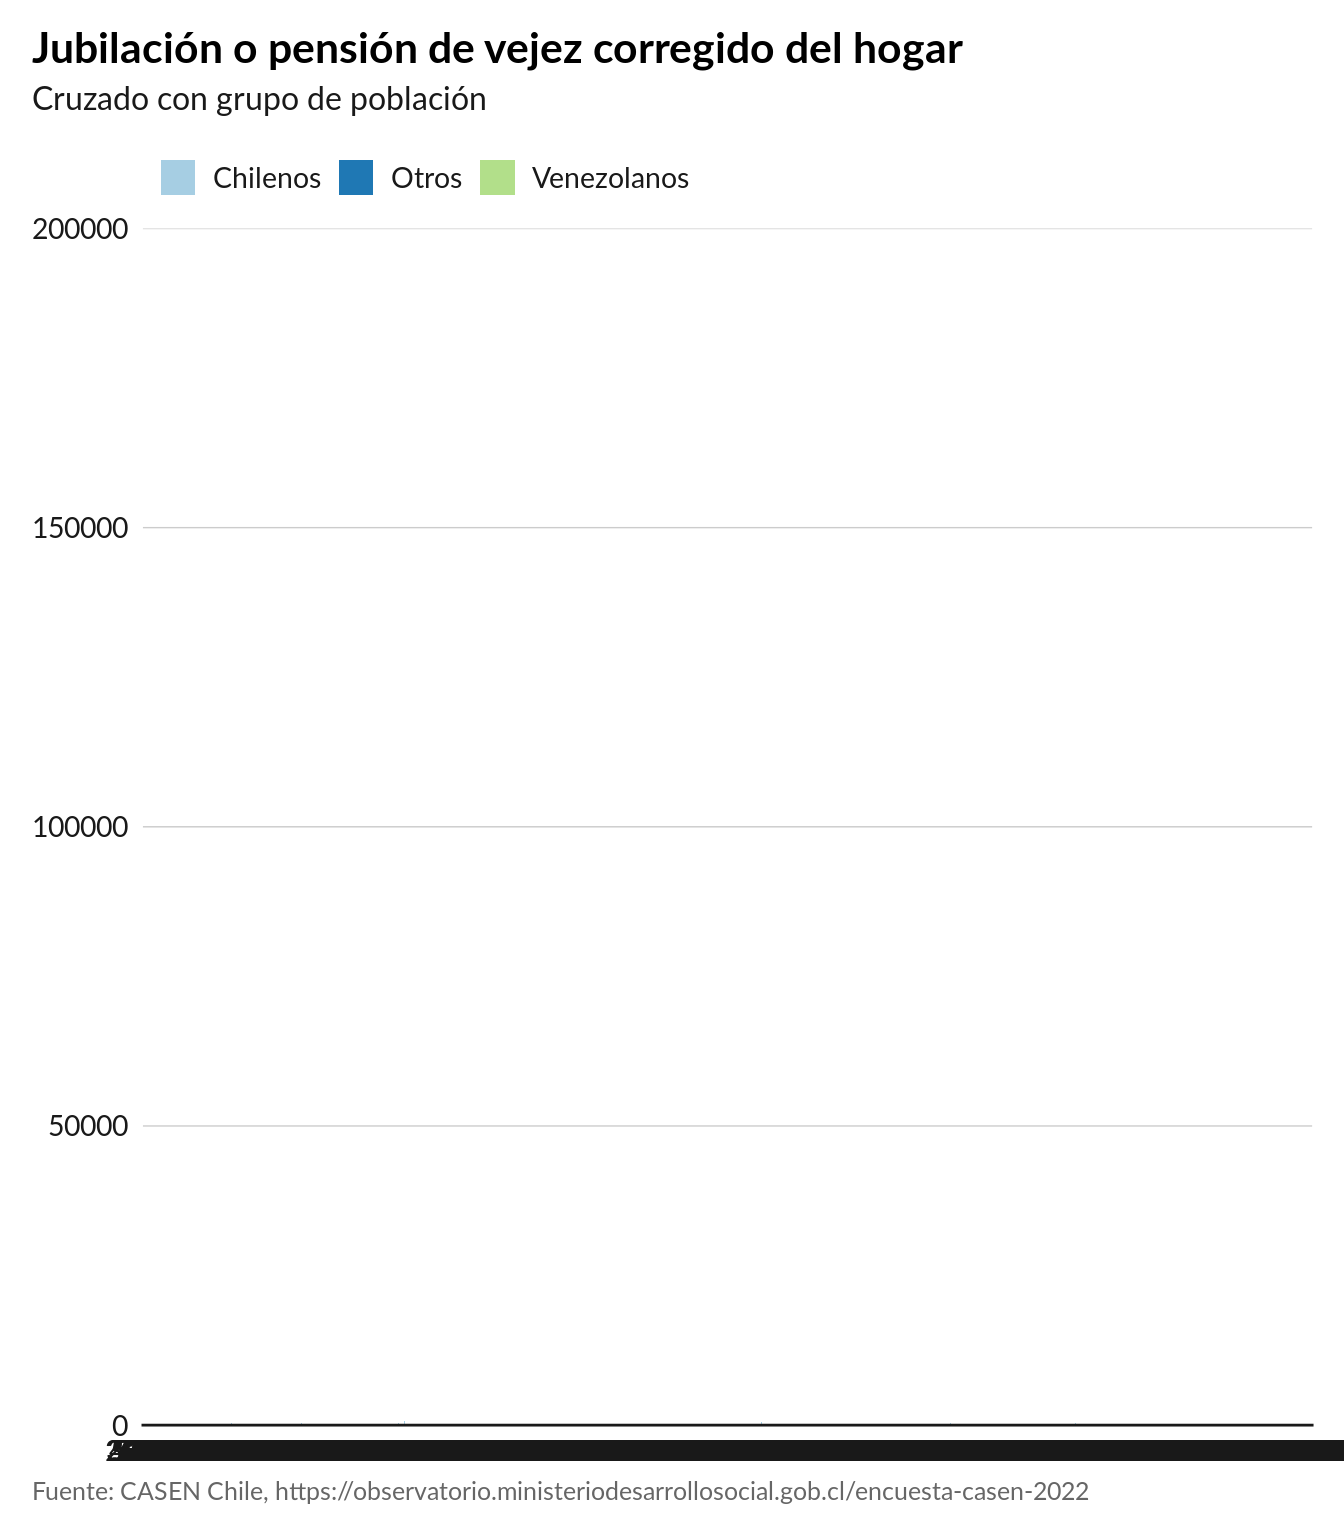 Jubilación o pensión de vejez corregido del hogar
Cruzado con grupo de población
Chilenos Otros Venezolanos
200000
150000
100000
50000
0
Fuente: CASEN Chile, https://observatorio.ministeriodesarrollosocial.gob.cl/encuesta-casen-2022